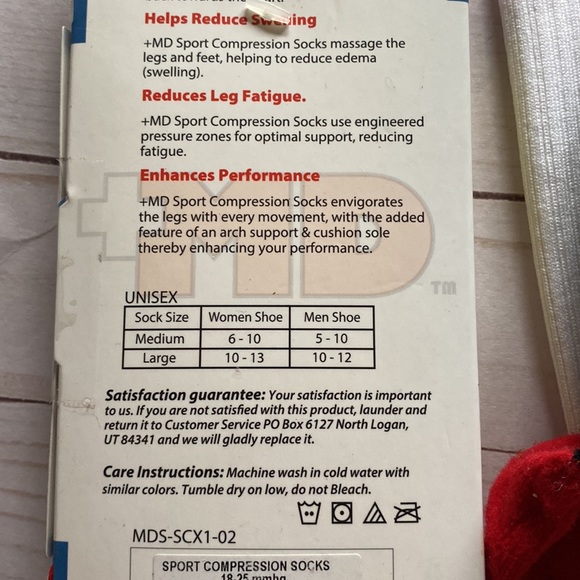 Helps Reduce Swelling
+MD Sport Compression Socks massage the
legs and feet, helping to reduce edema
(swelling).
Reduces Leg Fatigue.
+MD Sport Compression Socks use engineered
pressure zones for optimal support, reducing
fatigue.
Enhances Performance
+MD Sport Compression Socks envigorates
the legs with every movement, with the added
feature of an arch support & cushion sole
thereby enhancing your performance.
+MD TM
UNISEX
Sock Size Women Shoe Men Shoe
Medium 6 - 10 5 - 10
Large 10 - 13 10 - 12
Satisfaction guarantee: Your satisfaction is important
to us. If you are not satisfied with this product, launder and
return it to Customer Service PO Box 6127 North Logan,
UT 84341 and we will gladly replace it.
Care Instructions: Machine wash in cold water with
similar colors. Tumble dry on low, do not Bleach.
MDS-SCX1-02
SPORT COMPRESSION SOCKS
18-25 mmhg